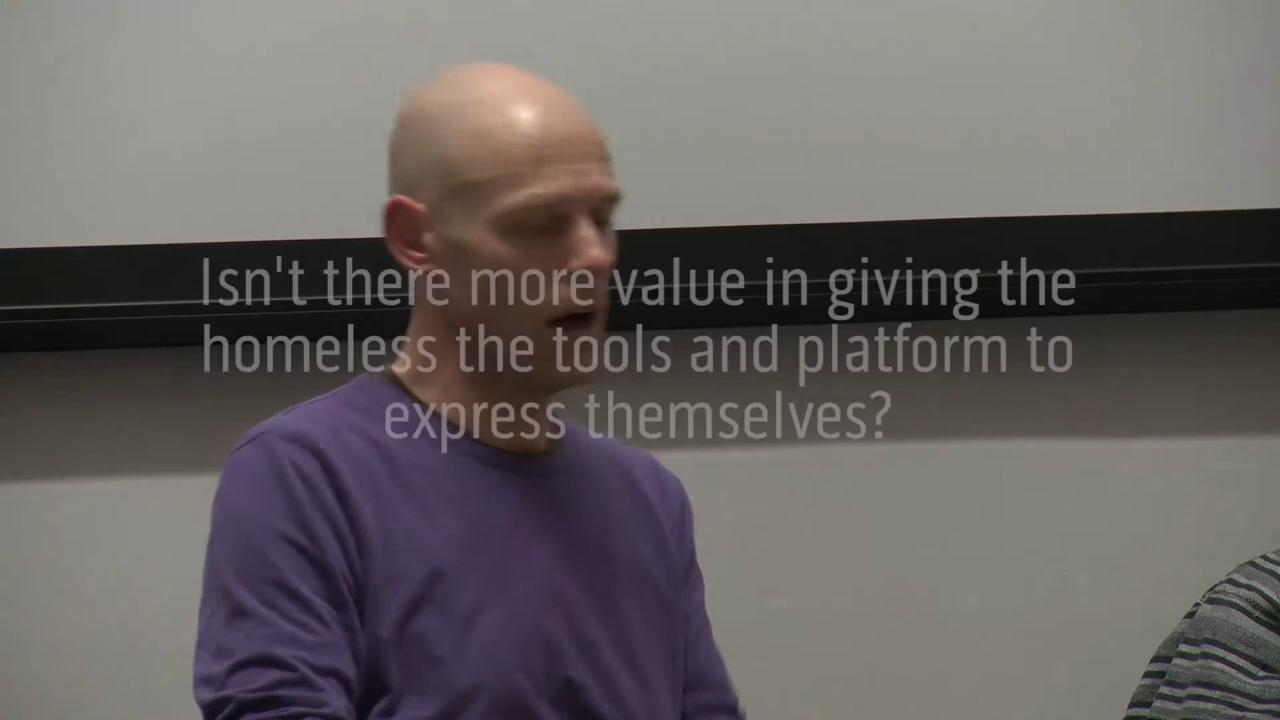 Isn't there more value in giving the
homeless the tools and platform to
express themselves?